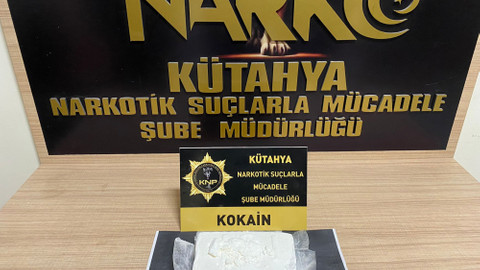 NARKO
KÜTAHYA
NARKOTİK SUÇLARLA MÜCADELE
ŞUBE MÜDÜRLÜĞÜ
KNP
KÜTAHYA
NARKOTİK SUÇLARLA
MÜCADELE
ŞUBE MÜDÜRLÜĞÜ
KOKAİN